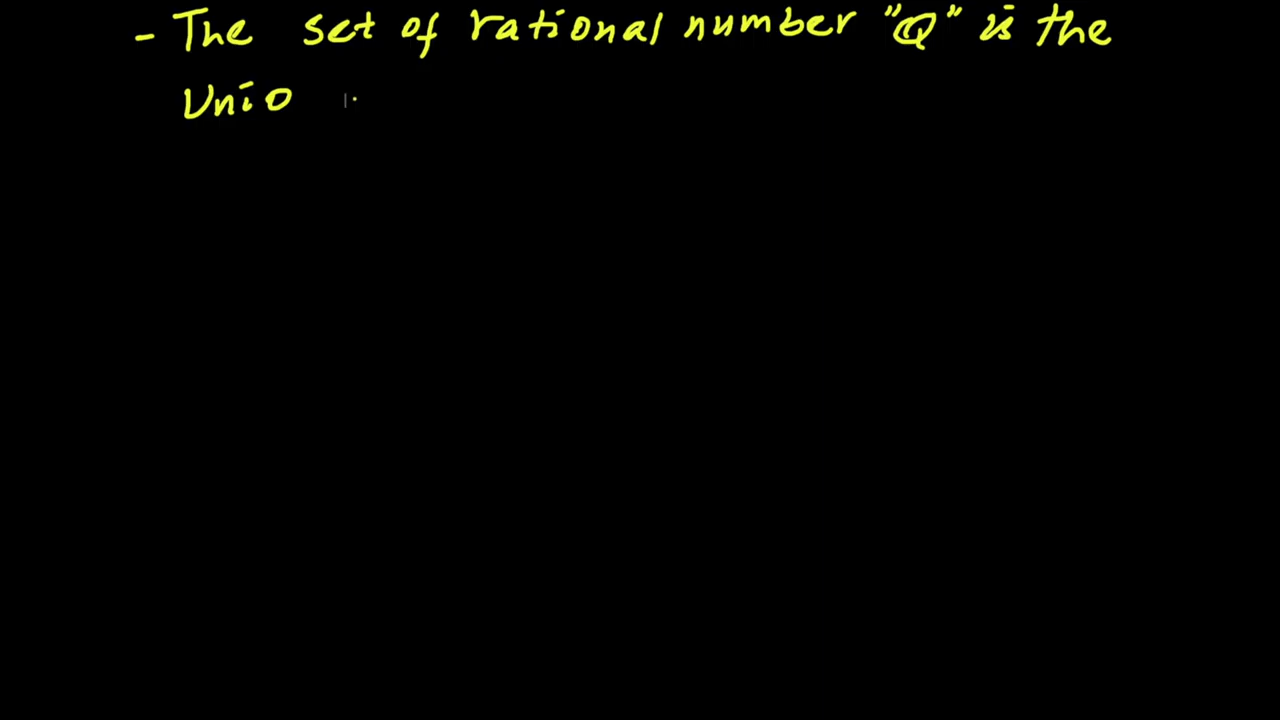 - The set of rational number "Q" is the
Unio